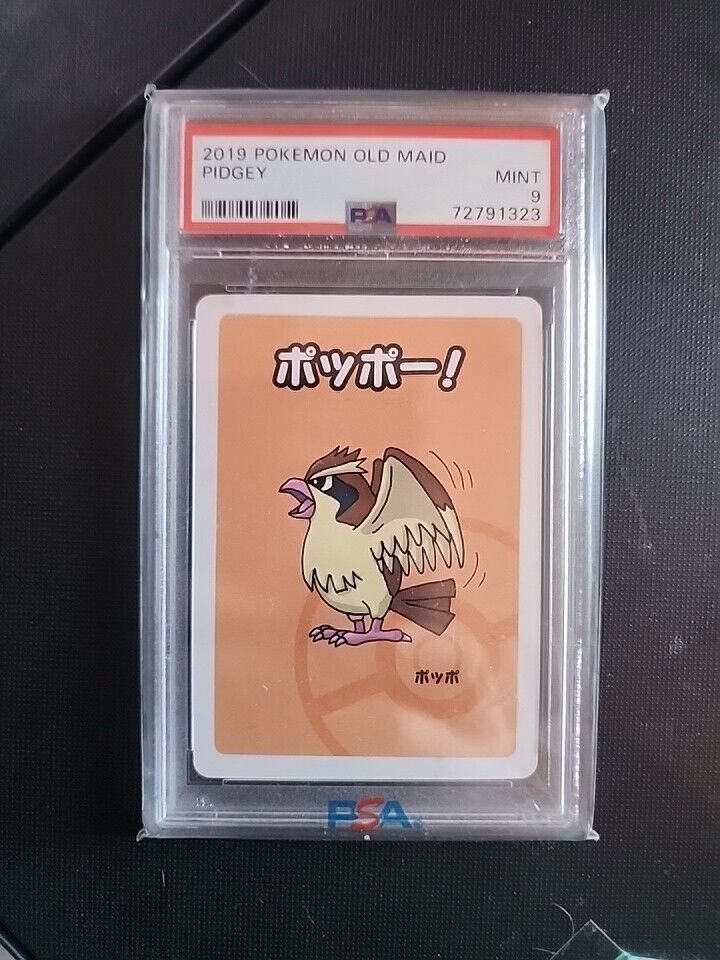 2019 POKEMON OLD MAID
PIDGEY
MINT
9
PSA
72791323
ポッポー!
ポッポ
PSA®